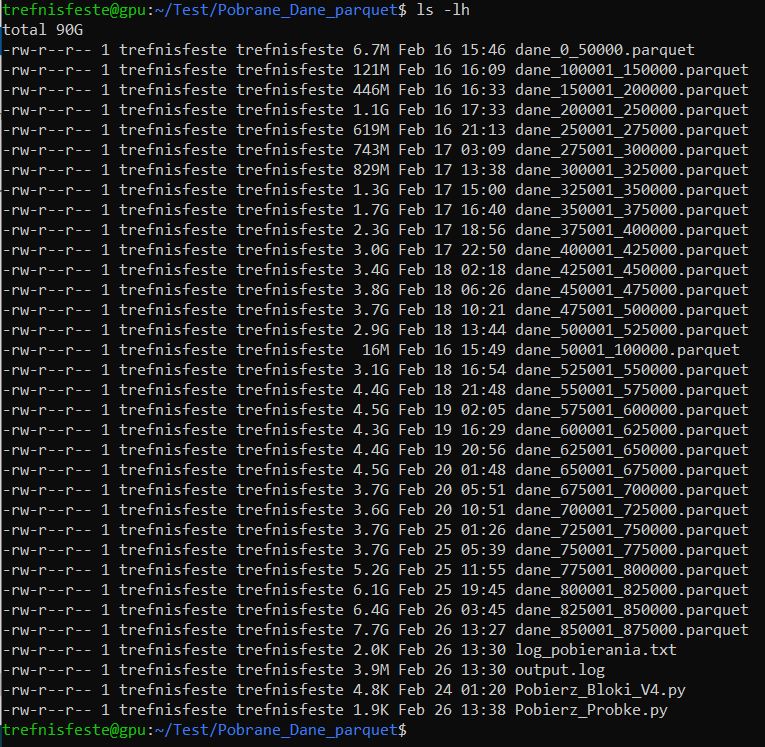 trefnisfeste@gpu:~/Test/Pobrane_Dane_parquet$ ls -lh
total 90G
-rw-r--r-- 1 trefnisfeste trefnisfeste 6.7M Feb 16 15:46 dane_0_50000.parquet
-rw-r--r-- 1 trefnisfeste trefnisfeste 121M Feb 16 16:09 dane_100001_150000.parquet
-rw-r--r-- 1 trefnisfeste trefnisfeste 446M Feb 16 16:33 dane_150001_200000.parquet
-rw-r--r-- 1 trefnisfeste trefnisfeste 1.1G Feb 16 17:33 dane_200001_250000.parquet
-rw-r--r-- 1 trefnisfeste trefnisfeste 619M Feb 16 21:13 dane_250001_275000.parquet
-rw-r--r-- 1 trefnisfeste trefnisfeste 743M Feb 17 03:09 dane_275001_300000.parquet
-rw-r--r-- 1 trefnisfeste trefnisfeste 829M Feb 17 13:38 dane_300001_325000.parquet
-rw-r--r-- 1 trefnisfeste trefnisfeste 1.3G Feb 17 15:00 dane_325001_350000.parquet
-rw-r--r-- 1 trefnisfeste trefnisfeste 1.7G Feb 17 16:40 dane_350001_375000.parquet
-rw-r--r-- 1 trefnisfeste trefnisfeste 2.3G Feb 17 18:56 dane_375001_400000.parquet
-rw-r--r-- 1 trefnisfeste trefnisfeste 3.0G Feb 17 22:50 dane_400001_425000.parquet
-rw-r--r-- 1 trefnisfeste trefnisfeste 3.4G Feb 18 02:18 dane_425001_450000.parquet
-rw-r--r-- 1 trefnisfeste trefnisfeste 3.8G Feb 18 06:26 dane_450001_475000.parquet
-rw-r--r-- 1 trefnisfeste trefnisfeste 3.7G Feb 18 10:21 dane_475001_500000.parquet
-rw-r--r-- 1 trefnisfeste trefnisfeste 2.9G Feb 18 13:44 dane_500001_525000.parquet
-rw-r--r-- 1 trefnisfeste trefnisfeste  16M Feb 16 15:49 dane_50001_100000.parquet
-rw-r--r-- 1 trefnisfeste trefnisfeste 3.1G Feb 18 16:54 dane_525001_550000.parquet
-rw-r--r-- 1 trefnisfeste trefnisfeste 4.4G Feb 18 21:48 dane_550001_575000.parquet
-rw-r--r-- 1 trefnisfeste trefnisfeste 4.5G Feb 19 02:05 dane_575001_600000.parquet
-rw-r--r-- 1 trefnisfeste trefnisfeste 4.3G Feb 19 16:29 dane_600001_625000.parquet
-rw-r--r-- 1 trefnisfeste trefnisfeste 4.4G Feb 19 20:56 dane_625001_650000.parquet
-rw-r--r-- 1 trefnisfeste trefnisfeste 4.5G Feb 20 01:48 dane_650001_675000.parquet
-rw-r--r-- 1 trefnisfeste trefnisfeste 3.7G Feb 20 05:51 dane_675001_700000.parquet
-rw-r--r-- 1 trefnisfeste trefnisfeste 3.6G Feb 20 10:51 dane_700001_725000.parquet
-rw-r--r-- 1 trefnisfeste trefnisfeste 3.7G Feb 25 01:26 dane_725001_750000.parquet
-rw-r--r-- 1 trefnisfeste trefnisfeste 3.7G Feb 25 05:39 dane_750001_775000.parquet
-rw-r--r-- 1 trefnisfeste trefnisfeste 5.2G Feb 25 11:55 dane_775001_800000.parquet
-rw-r--r-- 1 trefnisfeste trefnisfeste 6.1G Feb 25 19:45 dane_800001_825000.parquet
-rw-r--r-- 1 trefnisfeste trefnisfeste 6.4G Feb 26 03:45 dane_825001_850000.parquet
-rw-r--r-- 1 trefnisfeste trefnisfeste 7.7G Feb 26 13:27 dane_850001_875000.parquet
-rw-r--r-- 1 trefnisfeste trefnisfeste 2.0K Feb 26 13:30 log_pobierania.txt
-rw-r--r-- 1 trefnisfeste trefnisfeste 3.9M Feb 26 13:30 output.log
-rw-r--r-- 1 trefnisfeste trefnisfeste 4.8K Feb 24 01:20 Pobierz_Bloki_V4.py
-rw-r--r-- 1 trefnisfeste trefnisfeste 1.9K Feb 26 13:38 Pobierz_Probke.py
trefnisfeste@gpu:~/Test/Pobrane_Dane_parquet$